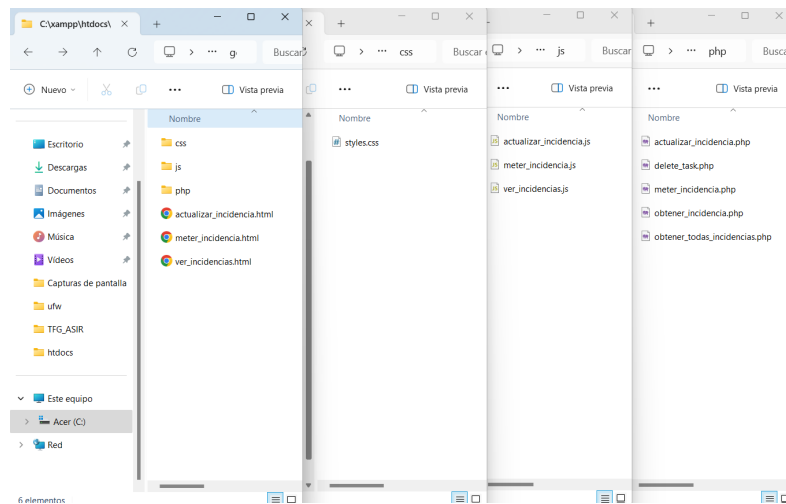 C:\xampp\htdocs\
g
Buscar
Nuevo
Vista previa
Nombre
Escritorio
Descargas
Documentos
Imágenes
Música
Vídeos
Capturas de pantalla
ufw
TFG_ASIR
htdocs
Este equipo
Acer (C:)
Red
6 elementos
css
js
php
actualizar_incidencia.html
meter_incidencia.html
ver_incidencias.html
css
Buscar
Vista previa
Nombre
styles.css
js
Buscar
Vista previa
Nombre
actualizar_incidencia.js
meter_incidencia.js
ver_incidencias.js
php
Busca
Vista previa
Nombre
actualizar_incidencia.php
delete_task.php
meter_incidencia.php
obtener_incidencia.php
obtener_todas_incidencias.php